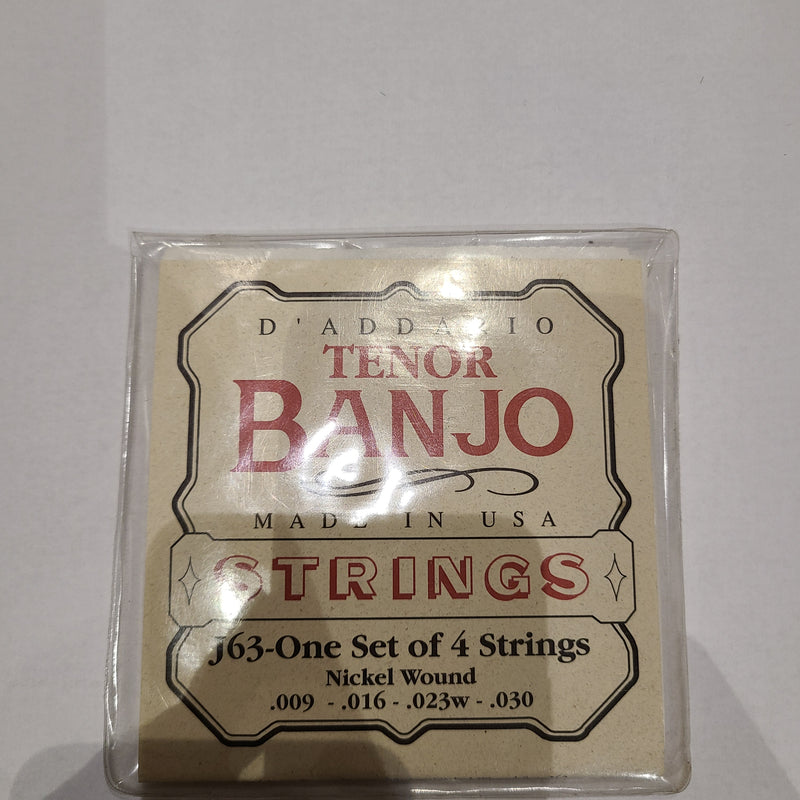 D'ADDARIO
TENOR
BANJO
MADE IN USA
STRINGS
J63-One Set of 4 Strings
Nickel Wound
.009 - .016 - .023w - .030